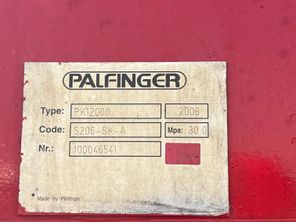 PALFINGER
Type: PK12000 2006
Code: S206-SK-A Mpa: 30 0
Nr.: 100046541
Made By Palfinger